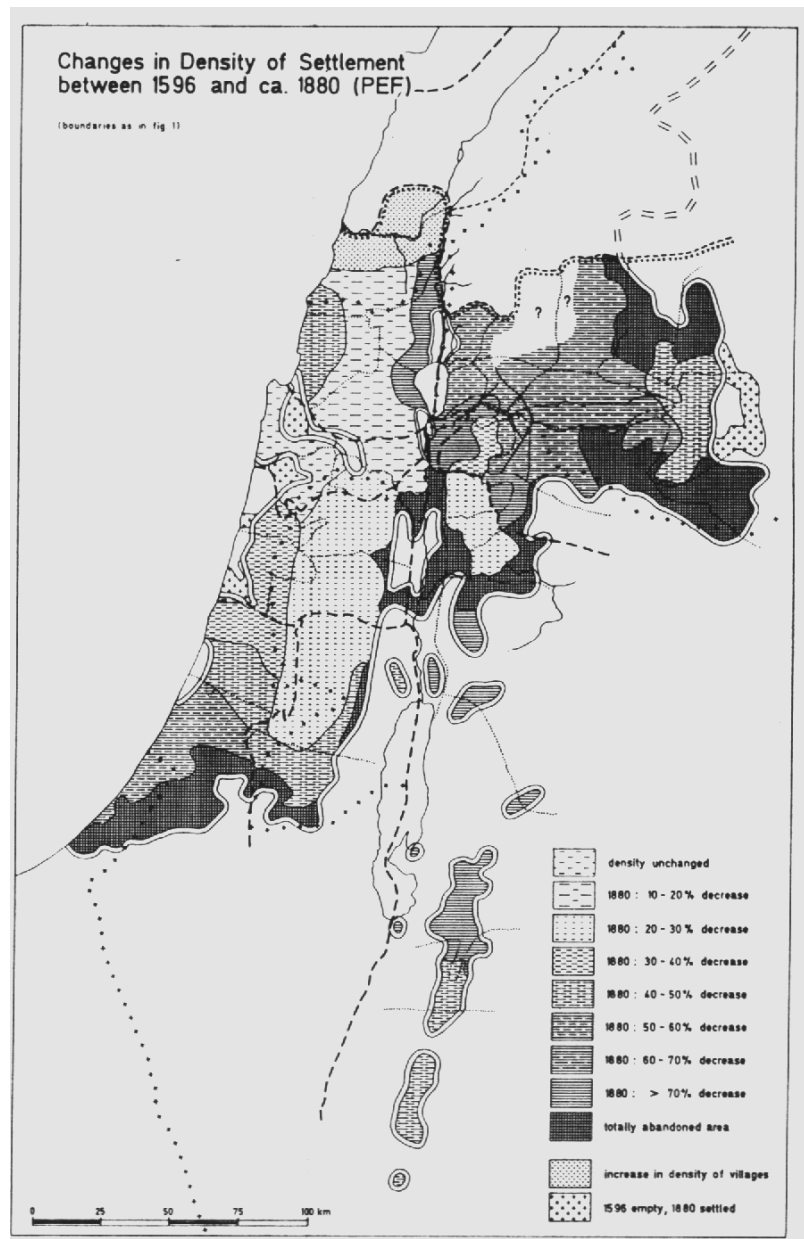 Changes in Density of Settlement
between 1596 and ca. 1880 (PEF)
(boundaries as in fig 1)
?
?
density unchanged
1880 : 10 - 20% decrease
1880 : 20 - 30% decrease
1880 : 30 - 40% decrease
1880 : 40 - 50% decrease
1880 : 50 - 60% decrease
1880 : 60 - 70% decrease
1880 : > 70% decrease
totally abandoned area
increase in density of villages
1596 empty, 1880 settled
0 25 50 75 100 km